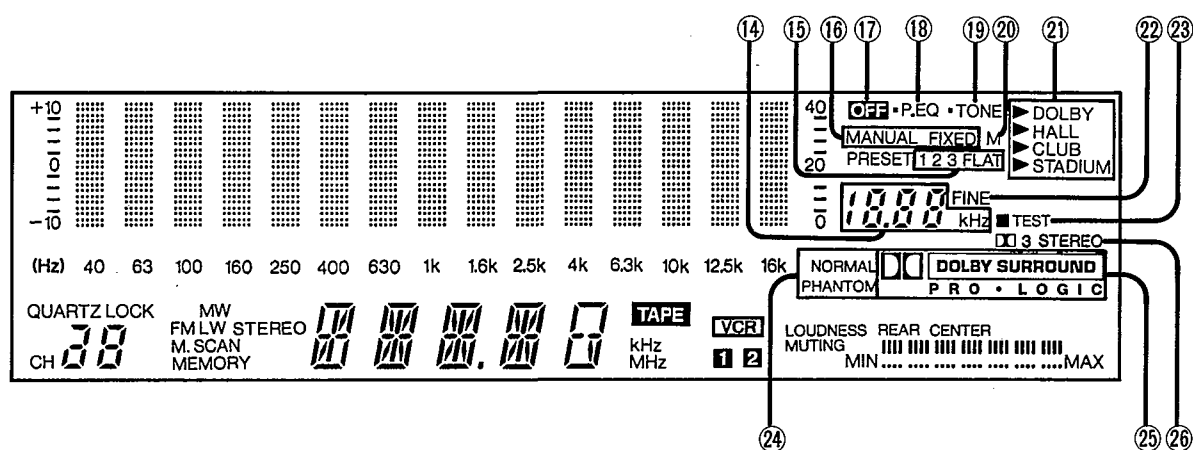 ⑭ ⑮ ⑯ ⑰ ⑱ ⑲ ⑳ ㉑ ㉒ ㉓
+10 40 OFF • P.EQ • TONE ▶ DOLBY
MANUAL FIXED M ▶ HALL
▶ CLUB
0 20 PRESET 1 2 3 FLAT ▶ STADIUM
18.88 FINE
-10 0 kHz ■ TEST
3 STEREO
(Hz) 40 63 100 160 250 400 630 1k 1.6k 2.5k 4k 6.3k 10k 12.5k 16k NORMAL DOLBY SURROUND
PHANTOM PRO • LOGIC
QUARTZ LOCK MW TAPE
FM LW STEREO VCR LOUDNESS REAR CENTER
CH 38 M. SCAN kHz MUTING
MEMORY MHz 1 2 MIN MAX
㉔ ㉕ ㉖